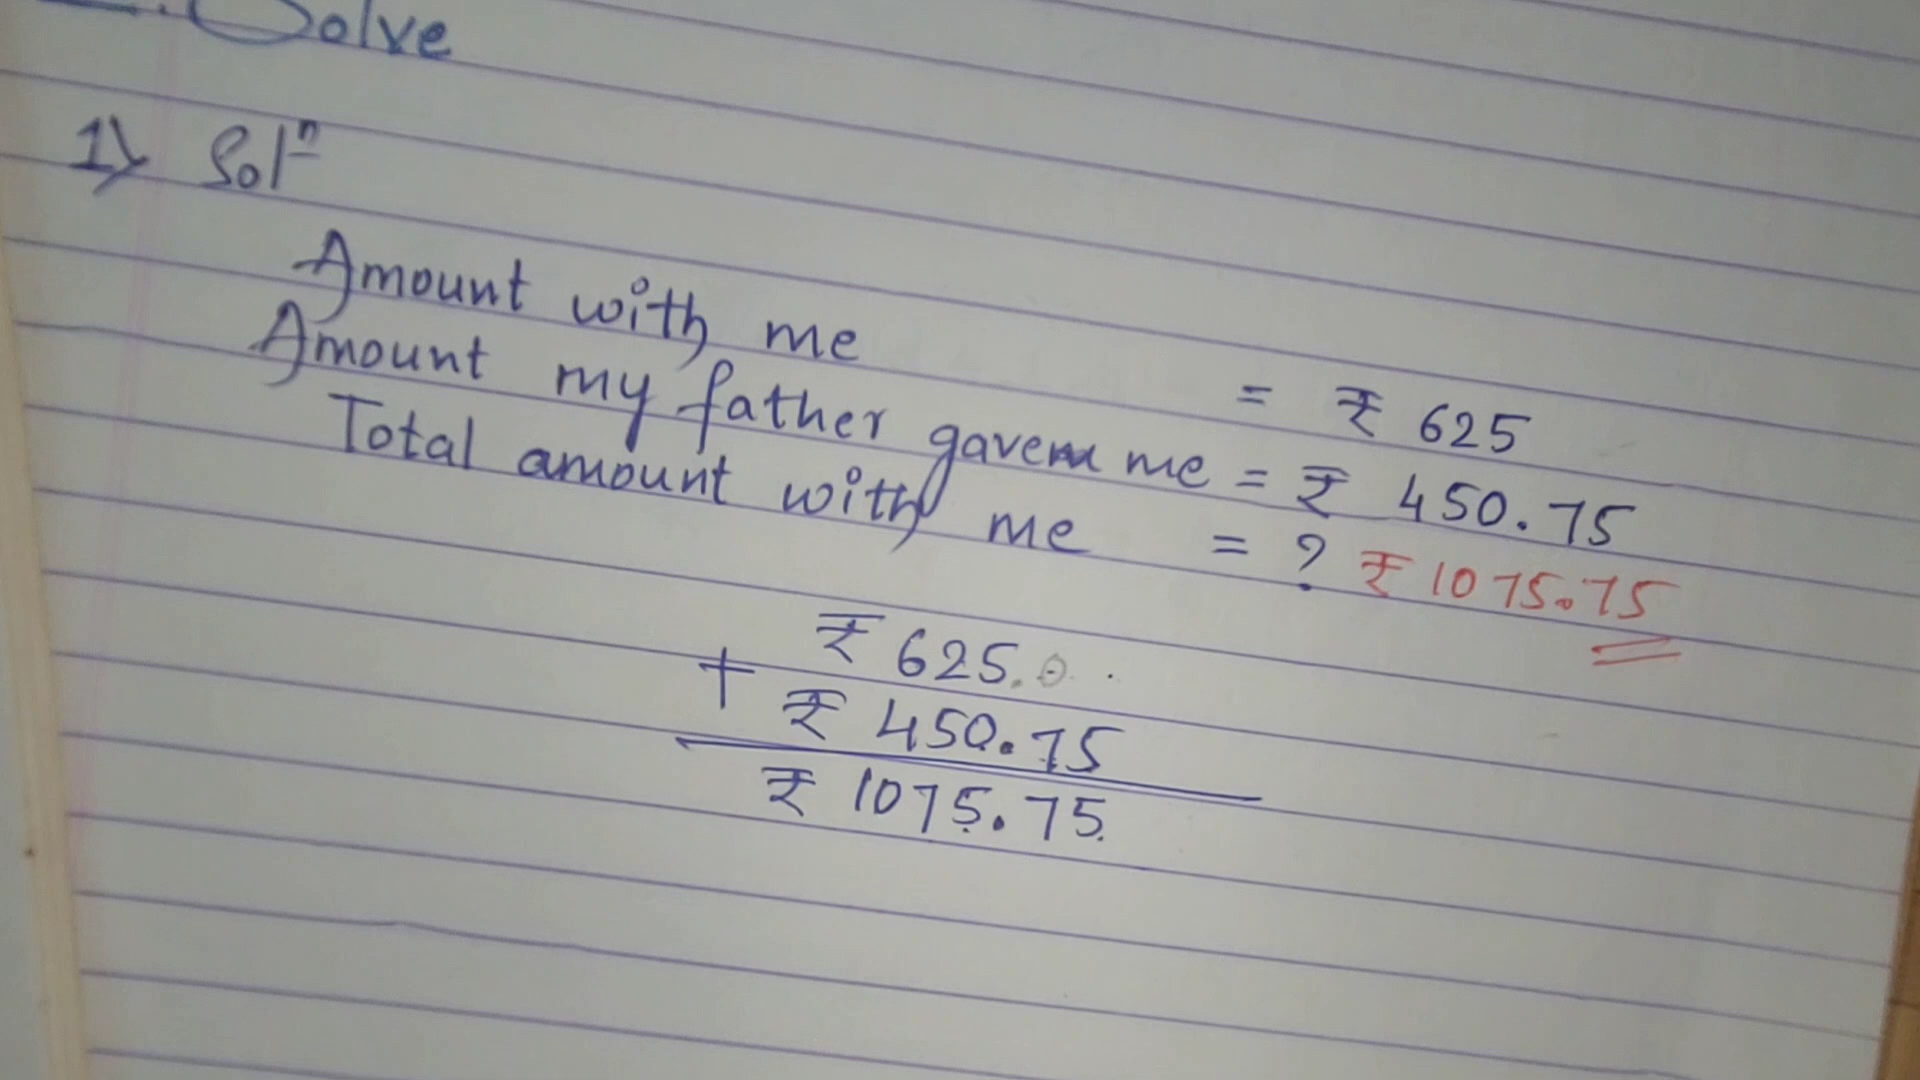 Solve
1) Solⁿ
Amount with me = ₹ 625
Amount my father gavem me = ₹ 450.75
Total amount with me = ? ₹ 1075.75
₹ 625.0
+ ₹ 450.75
₹ 1075.75